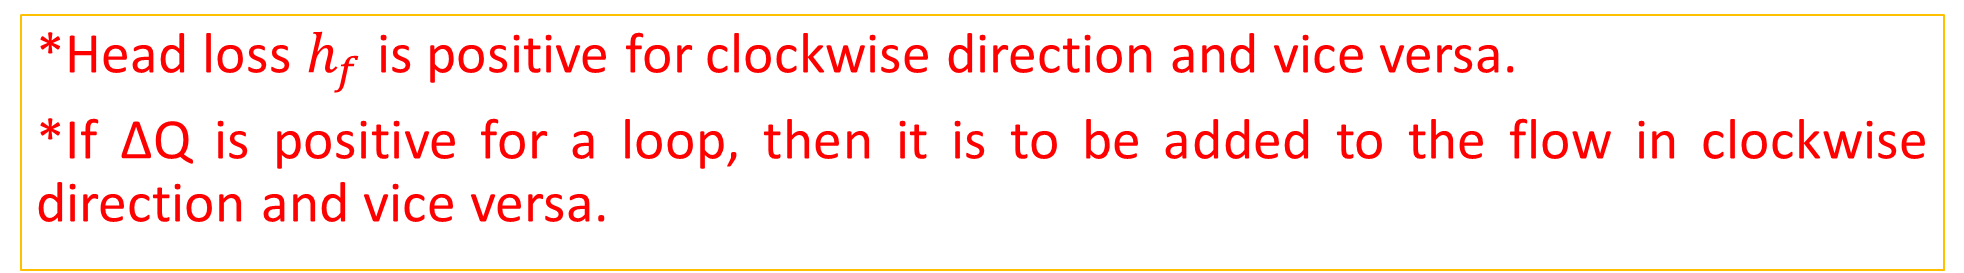 *Head loss h_f is positive for clockwise direction and vice versa.
*If ΔQ is positive for a loop, then it is to be added to the flow in clockwise
direction and vice versa.